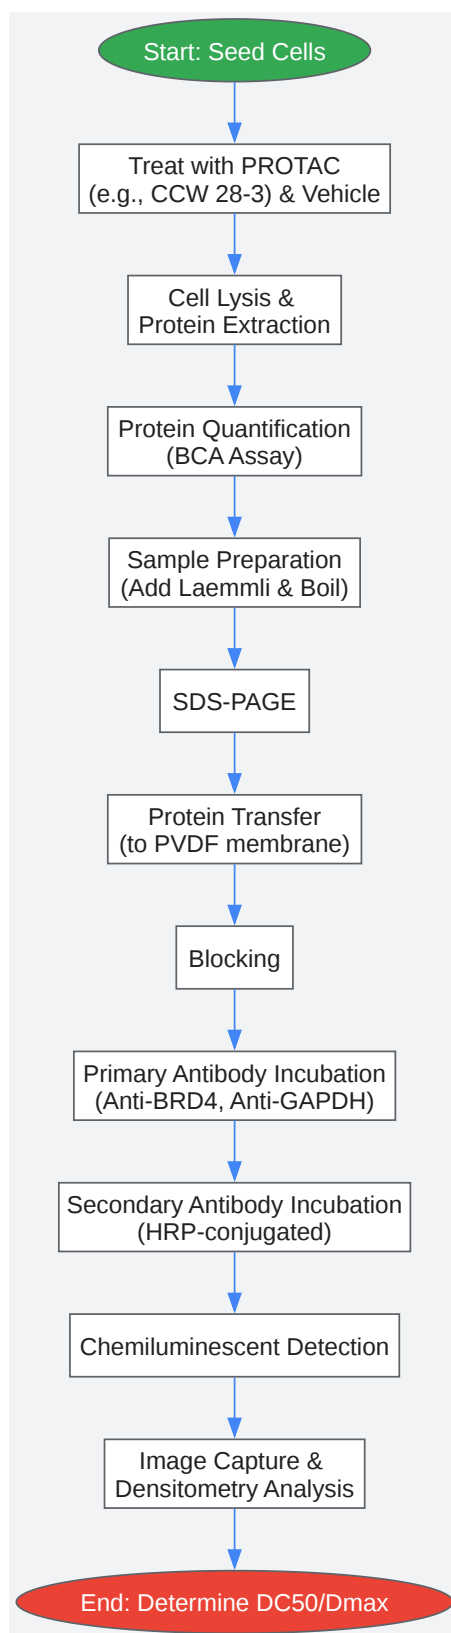 Start: Seed Cells
Treat with PROTAC
(e.g., CCW 28-3) & Vehicle
Cell Lysis &
Protein Extraction
Protein Quantification
(BCA Assay)
Sample Preparation
(Add Laemmli & Boil)
SDS-PAGE
Protein Transfer
(to PVDF membrane)
Blocking
Primary Antibody Incubation
(Anti-BRD4, Anti-GAPDH)
Secondary Antibody Incubation
(HRP-conjugated)
Chemiluminescent Detection
Image Capture &
Densitometry Analysis
End: Determine DC50/Dmax